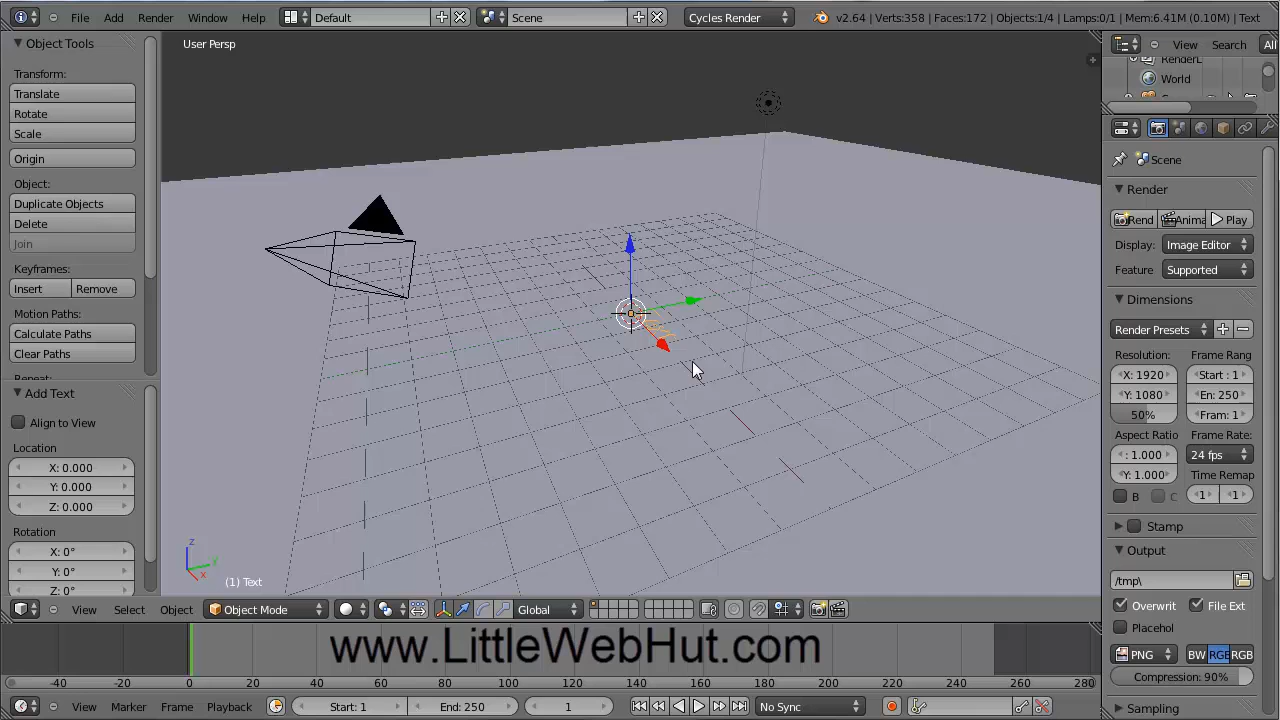 File Add Render Window Help Default Scene Cycles Render v2.64 | Verts:358 | Faces:172 | Objects:1/4 | Lamps:0/1 | Mem:6.41M (0.10M) | Text
Object Tools
Transform:
Translate
Rotate
Scale
Origin
Object:
Duplicate Objects
Delete
Join
Keyframes:
Insert Remove
Motion Paths:
Calculate Paths
Clear Paths
Repeat:
Add Text
Align to View
Location
X: 0.000
Y: 0.000
Z: 0.000
Rotation
X: 0°
Y: 0°
Z: 0°
User Persp
z
y
x
(1) Text
View Search All
RenderL
World
Scene
Render
Rend Anima Play
Display: Image Editor
Feature Supported
Dimensions
Render Presets
Resolution: Frame Rang
X: 1920 Start : 1
Y: 1080 En: 250
50% Fram: 1
Aspect Ratio Frame Rate:
: 1.000 24 fps
Y: 1.000 Time Remap
B C 1 1
Stamp
Output
/tmp\
Overwrit File Ext
Placehol
PNG BW RGE RGB
Compression: 90%
Sampling
View Select Object Object Mode Global
www.LittleWebHut.com
-40 -20 0 20 40 60 80 100 120 140 160 180 200 220 240 260 280
View Marker Frame Playback Start: 1 End: 250 1 No Sync